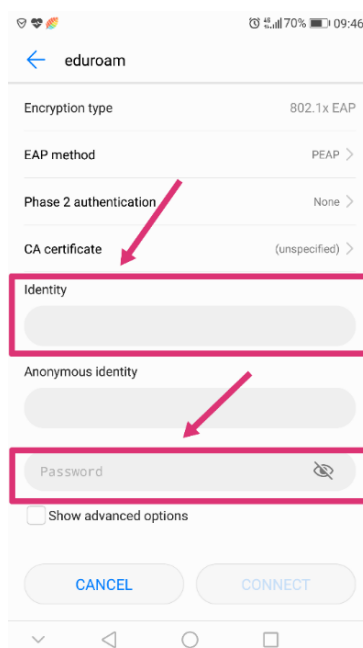 70% 09:46
eduroam
Encryption type 802.1x EAP
EAP method PEAP >
Phase 2 authentication None >
CA certificate (unspecified) >
Identity
Anonymous identity
Password
Show advanced options
CANCEL CONNECT